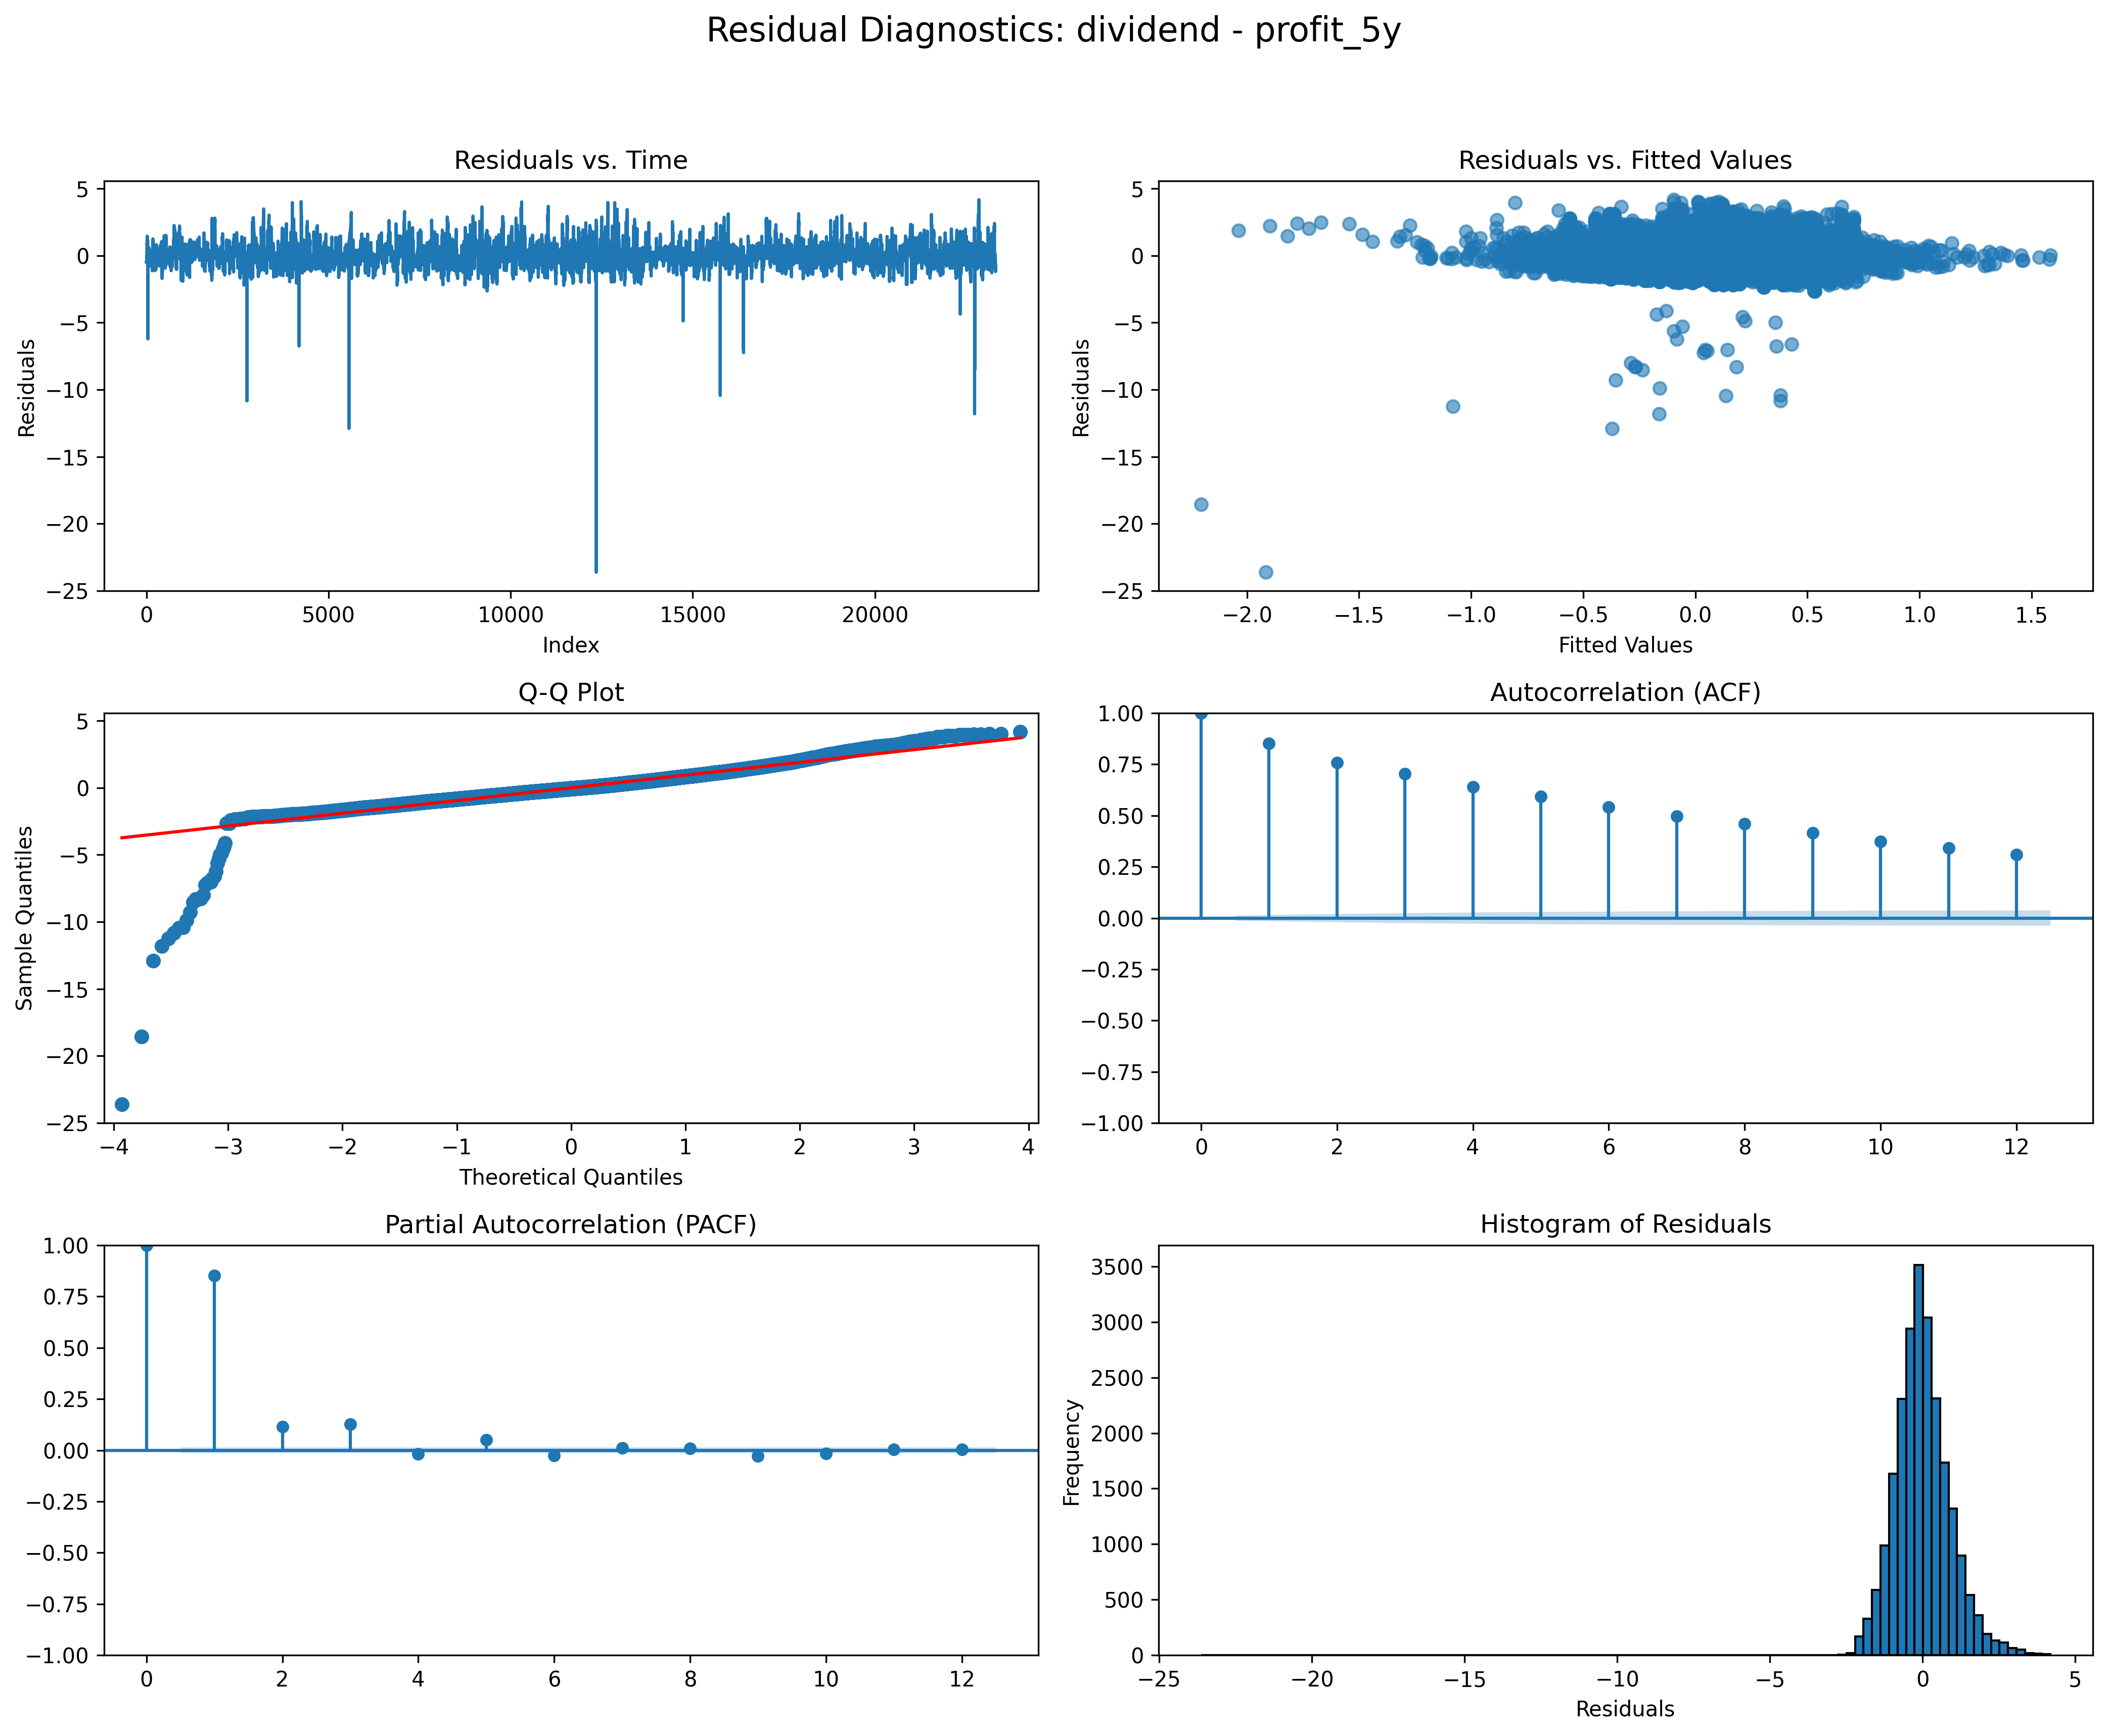 Residual Diagnostics: dividend - profit_5y
Residuals vs. Time
5
0
−5
−10
−15
−20
−25
Residuals
0 5000 10000 15000 20000
Index
Residuals vs. Fitted Values
5
0
−5
−10
−15
−20
−25
Residuals
−2.0 −1.5 −1.0 −0.5 0.0 0.5 1.0 1.5
Fitted Values
Q-Q Plot
5
0
−5
−10
−15
−20
−25
Sample Quantiles
−4 −3 −2 −1 0 1 2 3 4
Theoretical Quantiles
Autocorrelation (ACF)
1.00
0.75
0.50
0.25
0.00
−0.25
−0.50
−0.75
−1.00
0 2 4 6 8 10 12
Partial Autocorrelation (PACF)
1.00
0.75
0.50
0.25
0.00
−0.25
−0.50
−0.75
−1.00
0 2 4 6 8 10 12
Histogram of Residuals
3500
3000
2500
2000
1500
1000
500
0
Frequency
−25 −20 −15 −10 −5 0 5
Residuals